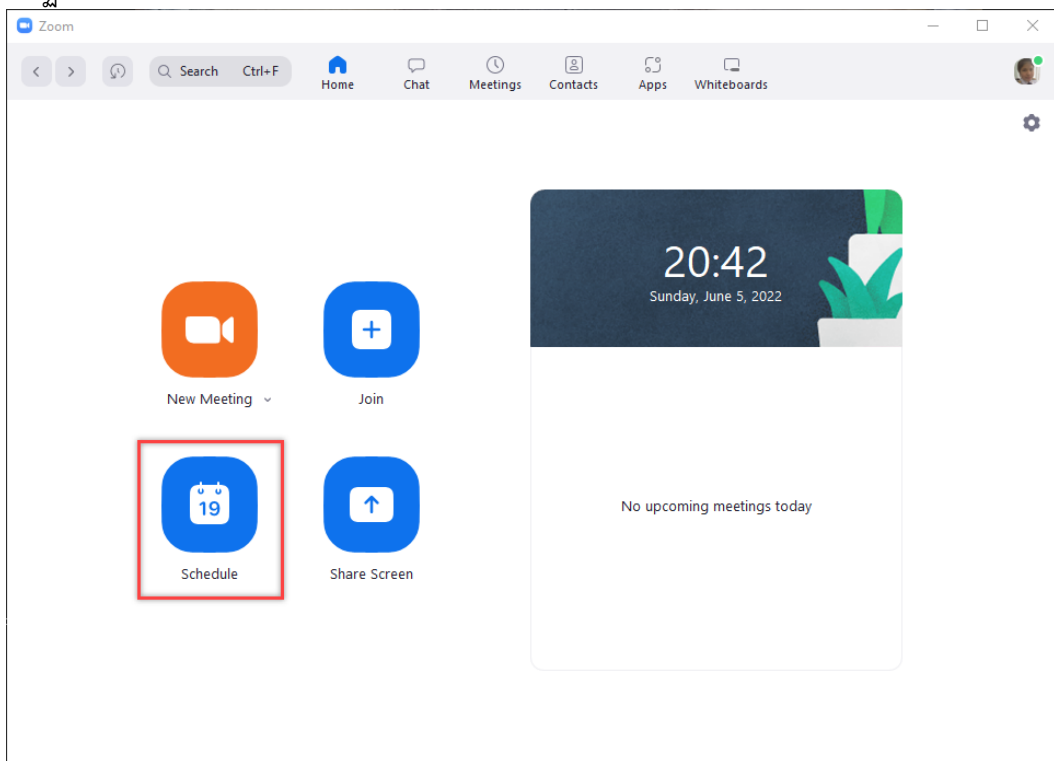 Zoom
Search Ctrl+F
Home Chat Meetings Contacts Apps Whiteboards
20:42
Sunday, June 5, 2022
New Meeting
Join
19
Schedule
Share Screen
No upcoming meetings today